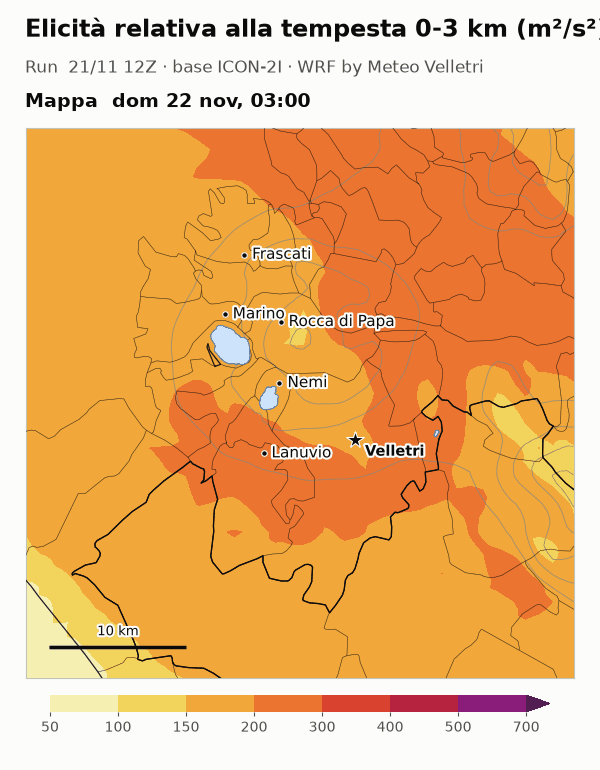 Elicità relativa alla tempesta 0-3 km (m²/s²)
Run  21/11 12Z · base ICON-2I · WRF by Meteo Velletri
Mappa  dom 22 nov, 03:00
Frascati
Marino
Rocca di Papa
Nemi
Velletri
Lanuvio
10 km
50 100 150 200 300 400 500 700